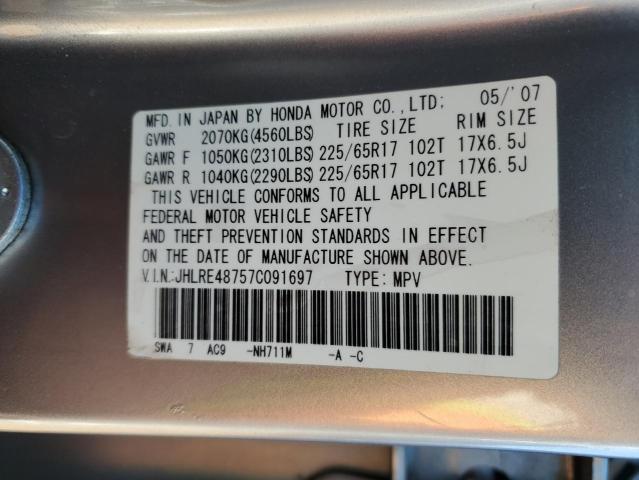 MFD. IN JAPAN BY HONDA MOTOR CO.,LTD; 05/'07
GVWR 2070KG(4560LBS) TIRE SIZE RIM SIZE
GAWR F 1050KG(2310LBS) 225/65R17 102T 17X6.5J
GAWR R 1040KG(2290LBS) 225/65R17 102T 17X6.5J
THIS VEHICLE CONFORMS TO ALL APPLICABLE
FEDERAL MOTOR VEHICLE SAFETY
AND THEFT PREVENTION STANDARDS IN EFFECT
ON THE DATE OF MANUFACTURE SHOWN ABOVE.
V.I.N:JHLRE48757C091697 TYPE: MPV
SWA 7 AC9 -NH711M -A -C